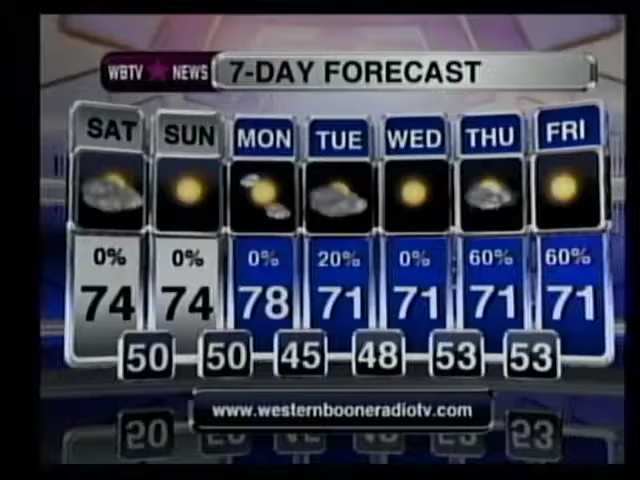 WBTV NEWS 7-DAY FORECAST
SAT SUN MON TUE WED THU FRI
0% 0% 0% 20% 0% 60% 60%
74 74 78 71 71 71 71
50 50 45 48 53 53
www.westernbooneradiotv.com